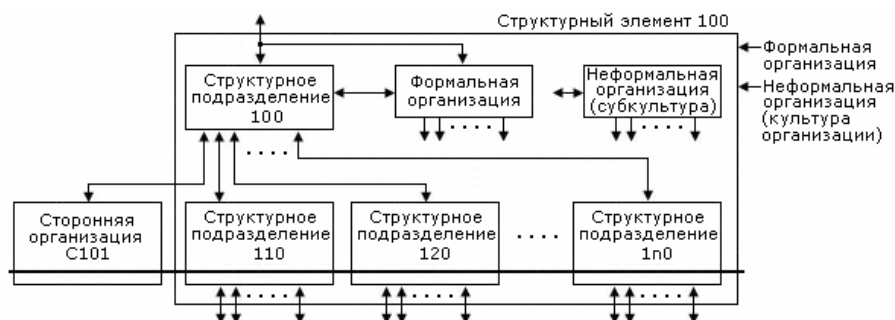 Структурный элемент 100
Формальная
организация
Неформальная
организация
(культура
организации)
Структурное
подразделение
100
Формальная
организация
Неформальная
организация
(субкультура)
Сторонняя
организация
С101
Структурное
подразделение
110
Структурное
подразделение
120
Структурное
подразделение
1n0